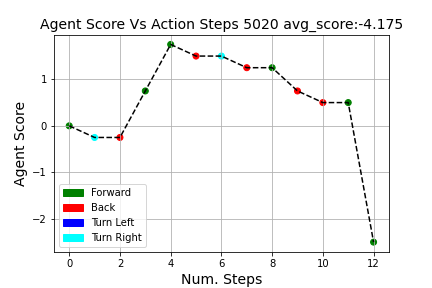 Agent Score Vs Action Steps 5020 avg_score:-4.175
Agent Score
1
0
−1
−2
Forward
Back
Turn Left
Turn Right
0 2 4 6 8 10 12
Num. Steps